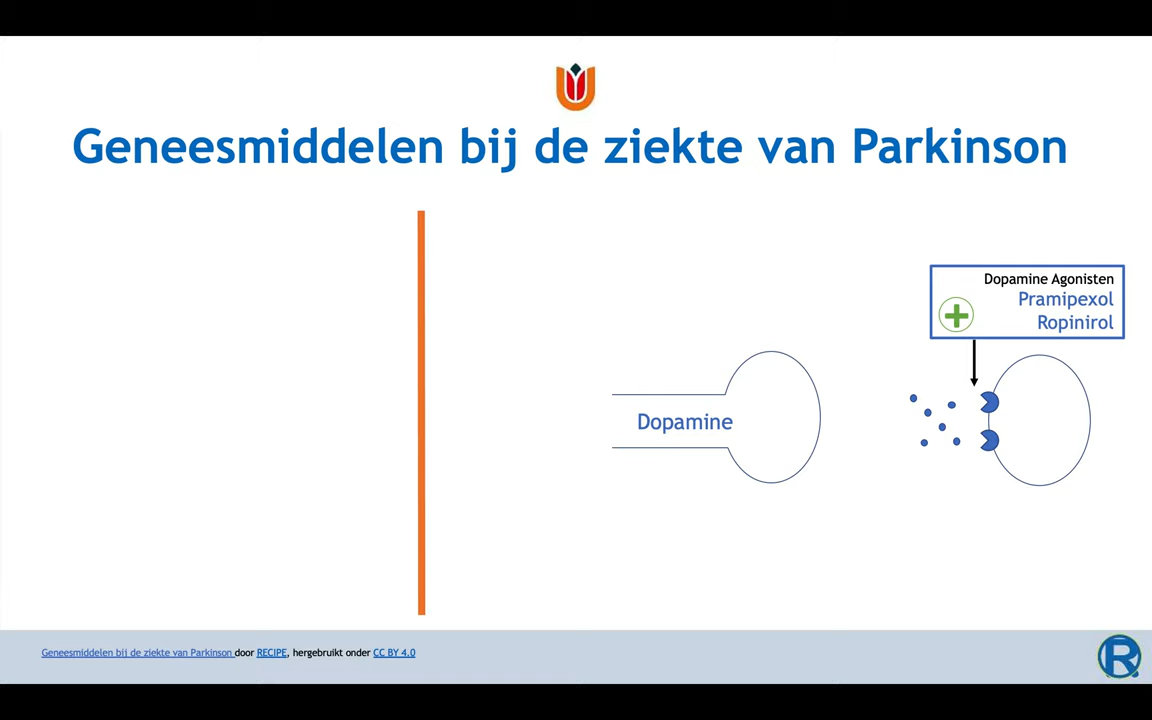 Geneesmiddelen bij de ziekte van Parkinson
Dopamine Agonisten
Pramipexol
Ropinirol
Dopamine
Geneesmiddelen bij de ziekte van Parkinson door RECIPE, hergebruikt onder CC BY 4.0